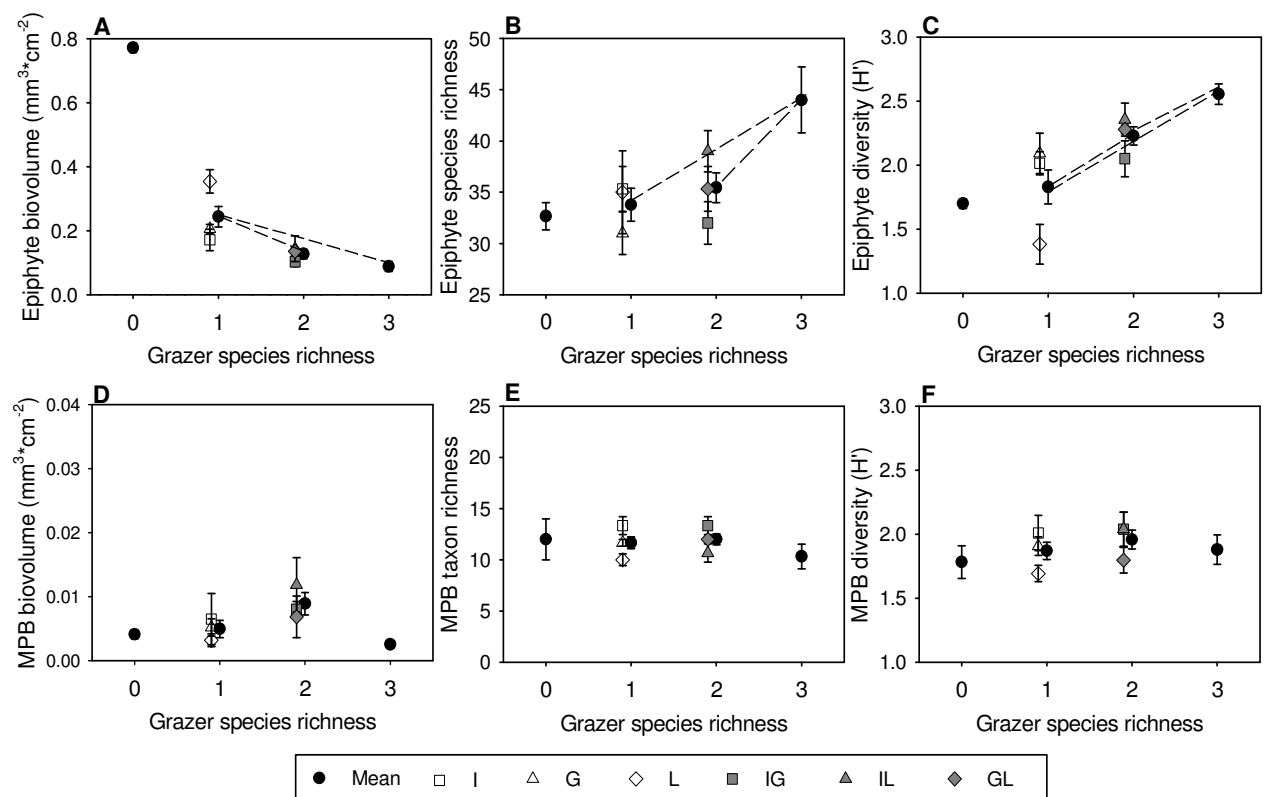 A
Epiphyte biovolume (mm³*cm⁻²)
0.8
0.6
0.4
0.2
0.0
0 1 2 3
Grazer species richness
B
Epiphyte species richness
50
45
40
35
30
25
0 1 2 3
Grazer species richness
C
Epiphyte diversity (H')
3.0
2.5
2.0
1.5
1.0
0 1 2 3
Grazer species richness
D
MPB biovolume (mm³*cm⁻²)
0.04
0.03
0.02
0.01
0.00
0 1 2 3
Grazer species richness
E
MPB taxon richness
25
20
15
10
5
0
0 1 2 3
Grazer species richness
F
MPB diversity (H')
3.0
2.5
2.0
1.5
1.0
0 1 2 3
Grazer species richness
Mean I G L IG IL GL